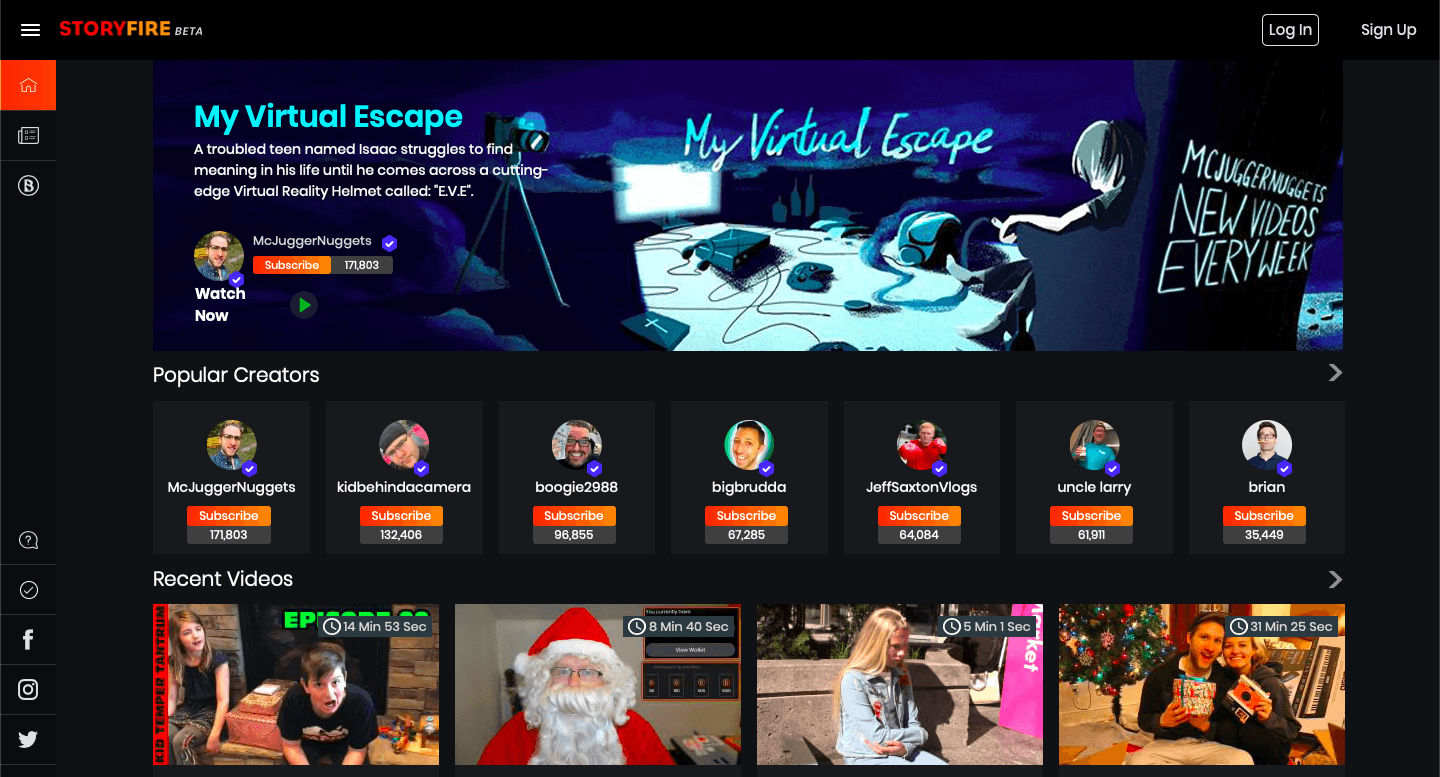 STORYFIRE BETA
Log In
Sign Up
My Virtual Escape
A troubled teen named Isaac struggles to find
meaning in his life until he comes across a cutting-
edge Virtual Reality Helmet called: "E.V.E".
McJuggerNuggets
Subscribe 171,803
Watch
Now
My Virtual Escape
MCJUGGERNUGGETS
NEW VIDEOS
EVERY WEEK
Popular Creators
McJuggerNuggets
Subscribe
171,803
kidbehindacamera
Subscribe
132,406
boogie2988
Subscribe
96,855
bigbrudda
Subscribe
67,285
JeffSaxtonVlogs
Subscribe
64,084
uncle larry
Subscribe
61,911
brian
Subscribe
35,449
Recent Videos
KID TEMPER TANTRUM
14 Min 53 Sec
You currently have
8 Min 40 Sec
View Wallet
5 Min 1 Sec
31 Min 25 Sec